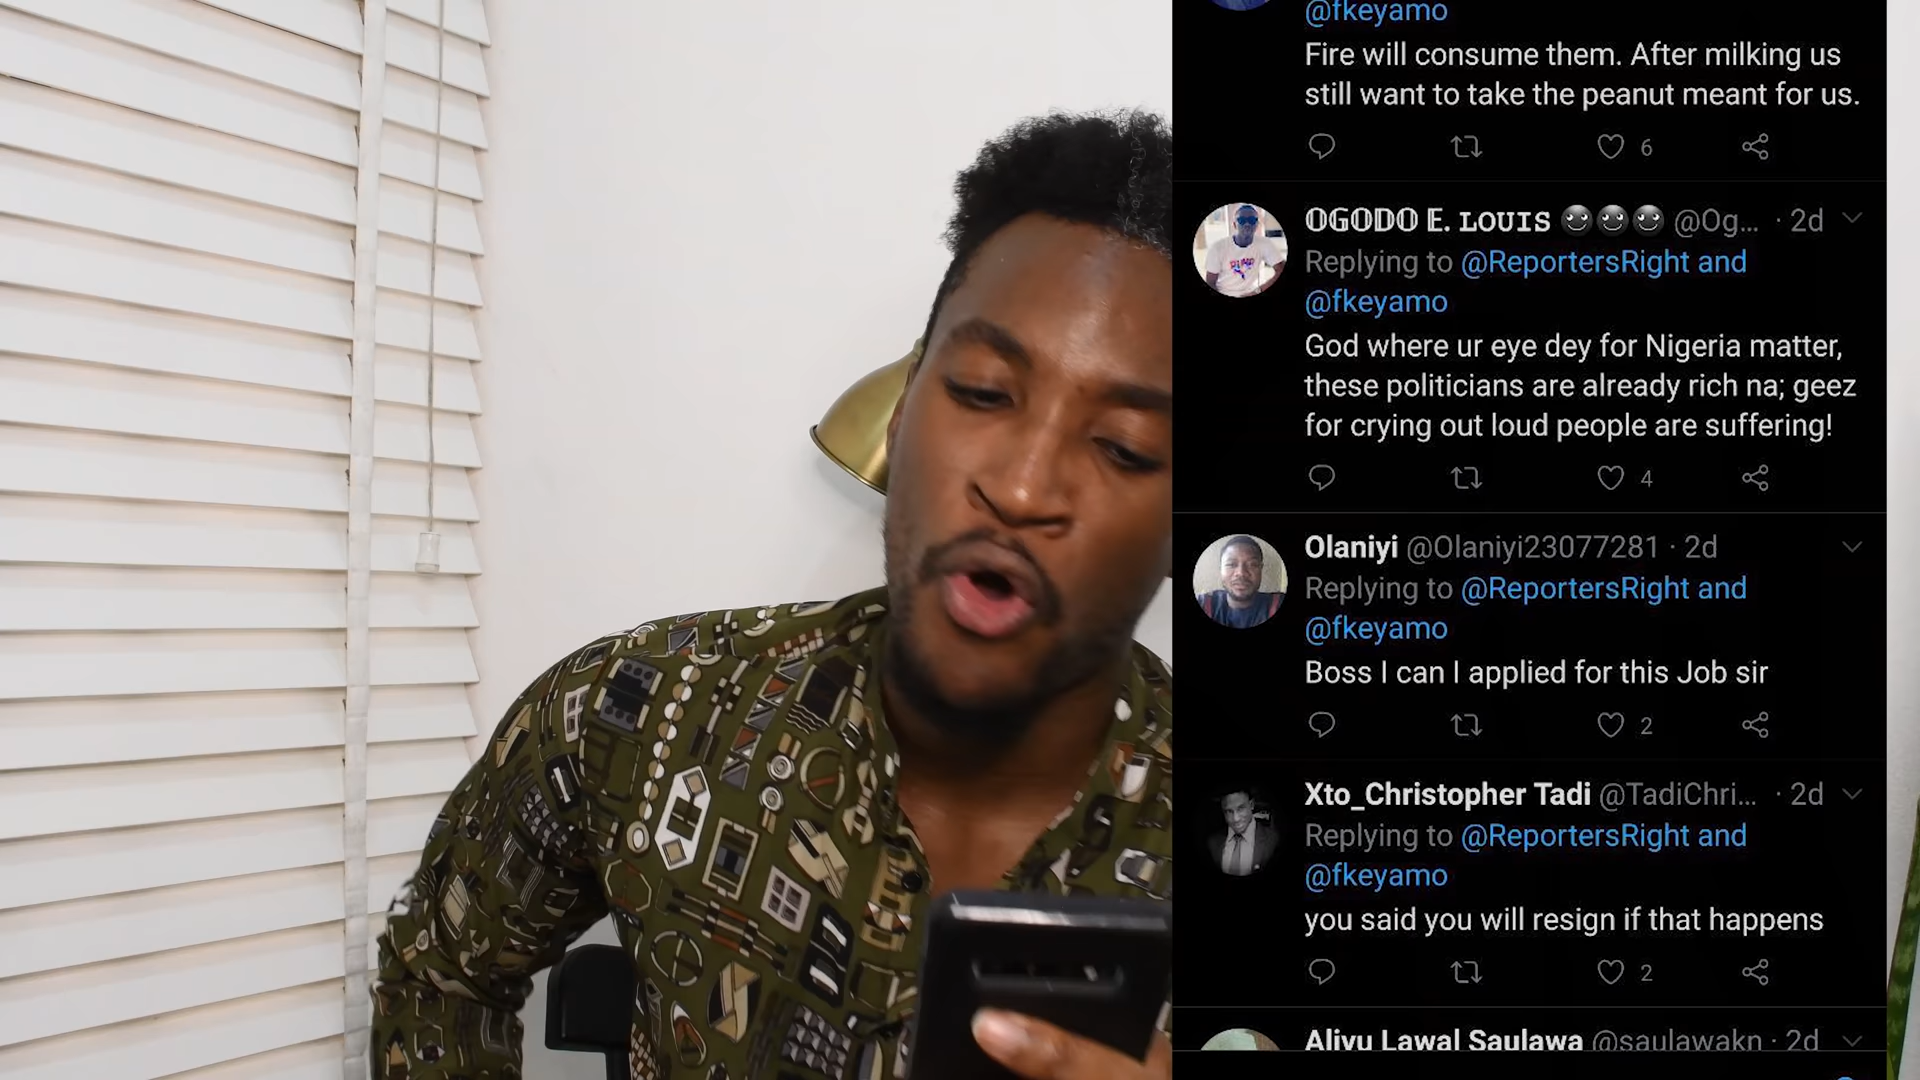 @fkeyamo
Fire will consume them. After milking us
still want to take the peanut meant for us.
6
𝕆𝔾𝕆𝔻𝕆 𝔼. ʟᴏᴜɪs 🌚🌚🌚 @Og… · 2d
Replying to @ReportersRight and
@fkeyamo
God where ur eye dey for Nigeria matter,
these politicians are already rich na; geez
for crying out loud people are suffering!
4
Olaniyi @Olaniyi23077281 · 2d
Replying to @ReportersRight and
@fkeyamo
Boss I can I applied for this Job sir
2
Xto_Christopher Tadi @TadiChri… · 2d
Replying to @ReportersRight and
@fkeyamo
you said you will resign if that happens
2
Aliyu Lawal Saulawa @saulawakn · 2d